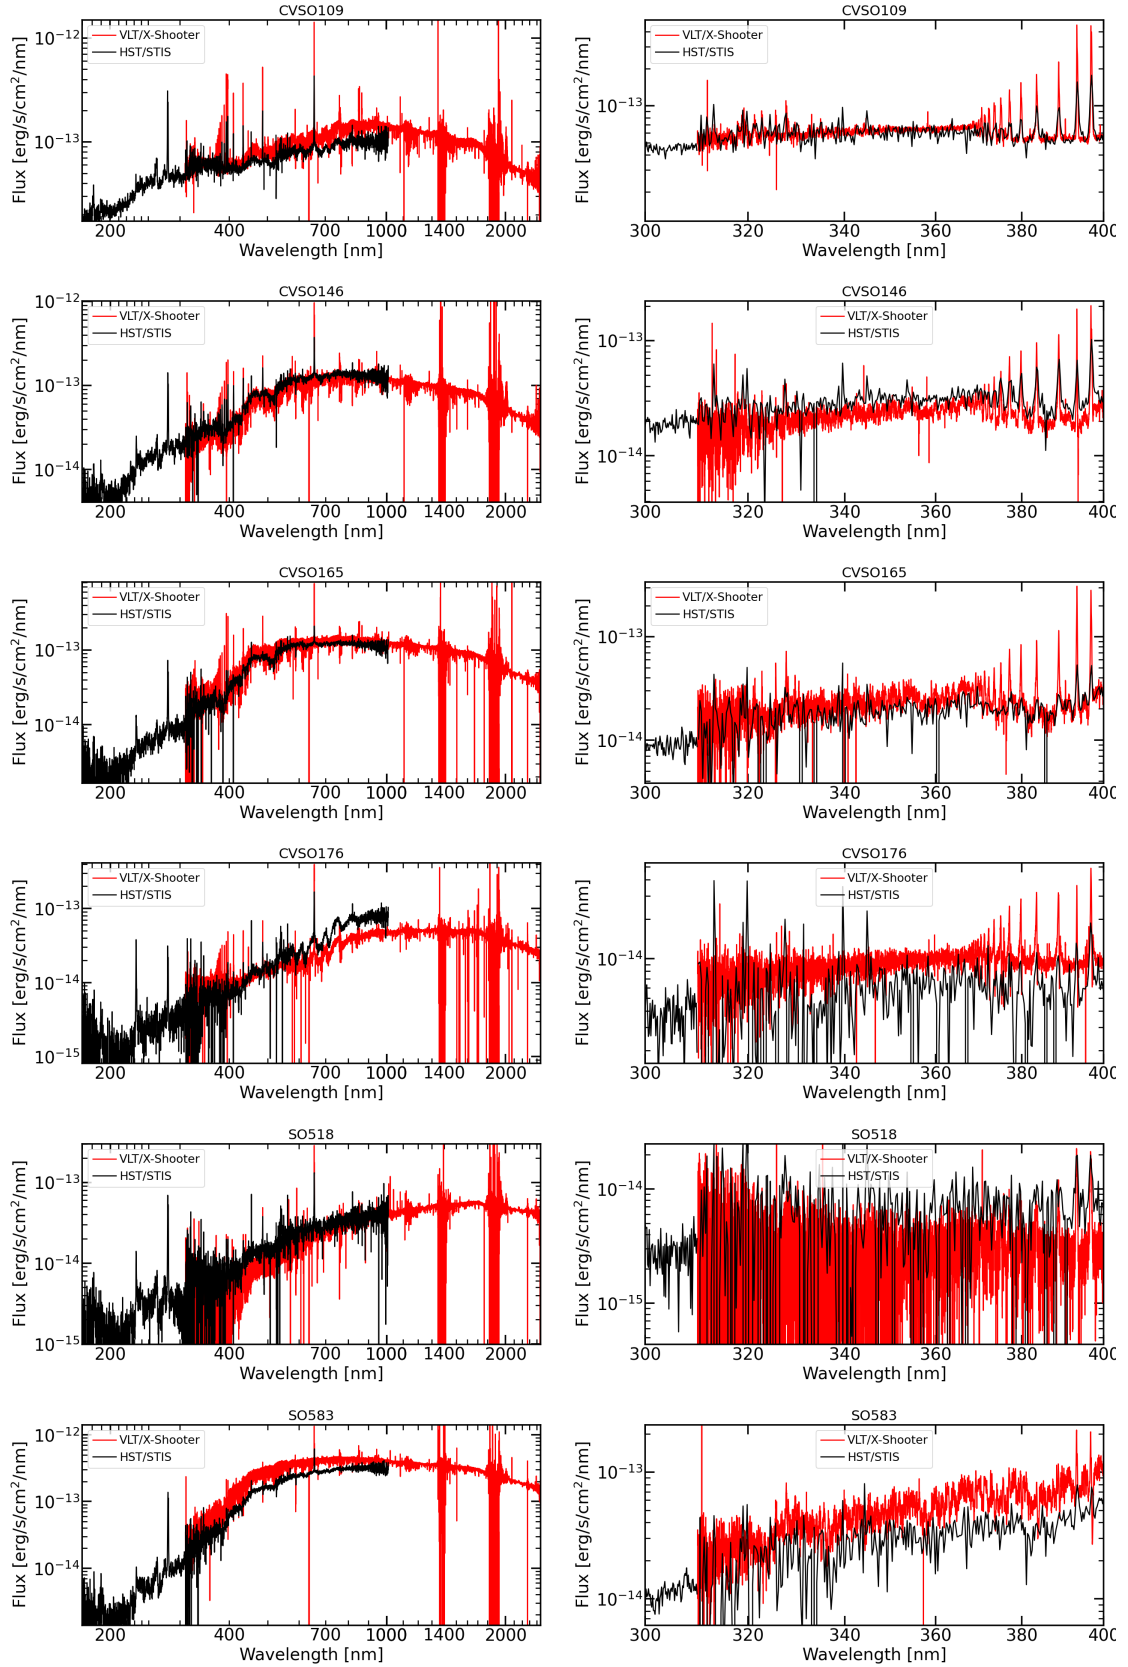 CVSO109
CVSO109
VLT/X-Shooter
HST/STIS
VLT/X-Shooter
HST/STIS
Flux [erg/s/cm²/nm]
10⁻¹²
10⁻¹³
Flux [erg/s/cm²/nm]
10⁻¹³
200 400 700 1000 1400 2000
300 320 340 360 380 400
Wavelength [nm]
Wavelength [nm]
CVSO146
CVSO146
VLT/X-Shooter
HST/STIS
VLT/X-Shooter
HST/STIS
Flux [erg/s/cm²/nm]
10⁻¹²
10⁻¹³
10⁻¹⁴
Flux [erg/s/cm²/nm]
10⁻¹³
10⁻¹⁴
200 400 700 1000 1400 2000
300 320 340 360 380 400
Wavelength [nm]
Wavelength [nm]
CVSO165
CVSO165
VLT/X-Shooter
HST/STIS
VLT/X-Shooter
HST/STIS
Flux [erg/s/cm²/nm]
10⁻¹³
10⁻¹⁴
Flux [erg/s/cm²/nm]
10⁻¹³
10⁻¹⁴
200 400 700 1000 1400 2000
300 320 340 360 380 400
Wavelength [nm]
Wavelength [nm]
CVSO176
CVSO176
VLT/X-Shooter
HST/STIS
VLT/X-Shooter
HST/STIS
Flux [erg/s/cm²/nm]
10⁻¹³
10⁻¹⁴
10⁻¹⁵
Flux [erg/s/cm²/nm]
10⁻¹⁴
200 400 700 1000 1400 2000
300 320 340 360 380 400
Wavelength [nm]
Wavelength [nm]
SO518
SO518
VLT/X-Shooter
HST/STIS
VLT/X-Shooter
HST/STIS
Flux [erg/s/cm²/nm]
10⁻¹³
10⁻¹⁴
10⁻¹⁵
Flux [erg/s/cm²/nm]
10⁻¹⁴
10⁻¹⁵
200 400 700 1000 1400 2000
300 320 340 360 380 400
Wavelength [nm]
Wavelength [nm]
SO583
SO583
VLT/X-Shooter
HST/STIS
VLT/X-Shooter
HST/STIS
Flux [erg/s/cm²/nm]
10⁻¹²
10⁻¹³
10⁻¹⁴
Flux [erg/s/cm²/nm]
10⁻¹³
10⁻¹⁴
200 400 700 1000 1400 2000
300 320 340 360 380 400
Wavelength [nm]
Wavelength [nm]